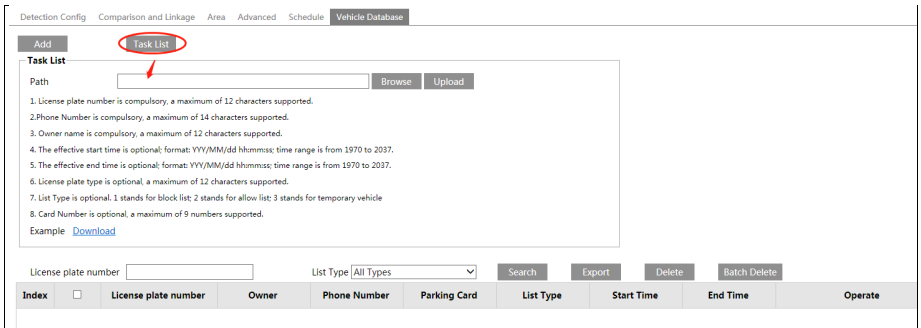 Detection Config Comparison and Linkage Area Advanced Schedule Vehicle Database
Add Task List
Task List
Path Browse Upload
1. License plate number is compulsory, a maximum of 12 characters supported.
2.Phone Number is compulsory, a maximum of 14 characters supported.
3. Owner name is compulsory, a maximum of 12 characters supported.
4. The effective start time is optional; format: YYY/MM/dd hh:mm:ss; time range is from 1970 to 2037.
5. The effective end time is optional; format: YYY/MM/dd hh:mm:ss; time range is from 1970 to 2037.
6. License plate type is optional, a maximum of 12 characters supported.
7. List Type is optional. 1 stands for block list; 2 stands for allow list; 3 stands for temporary vehicle
8. Card Number is optional, a maximum of 9 numbers supported.
Example Download
License plate number List Type All Types Search Export Delete Batch Delete
Index License plate number Owner Phone Number Parking Card List Type Start Time End Time Operate